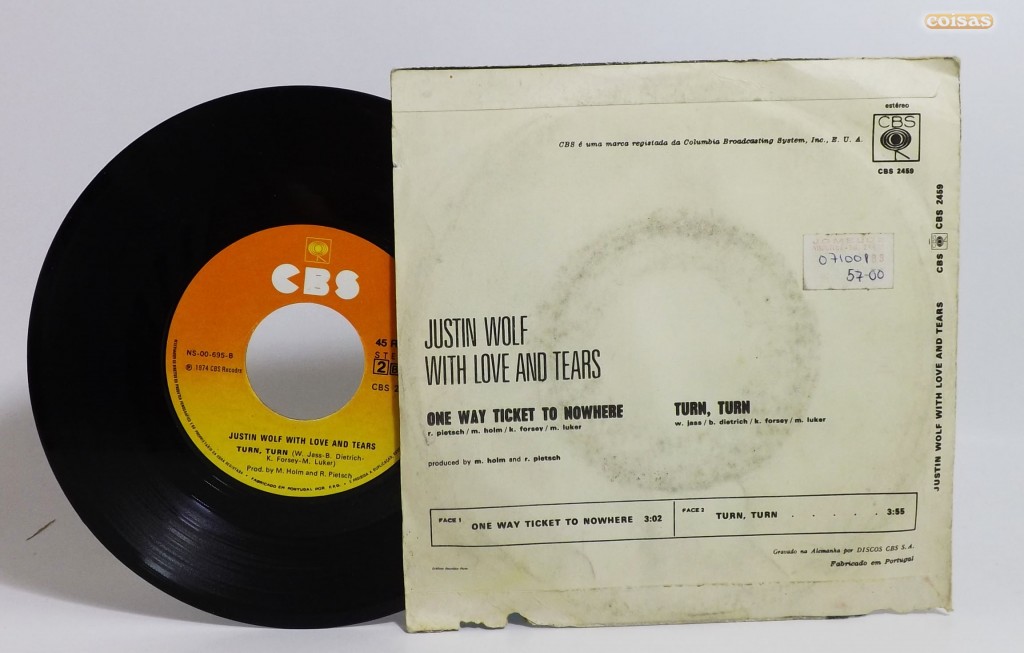 coisas
estéreo
CBS
CBS é uma marca registada da Columbia Broadcasting System, Inc., E. U. A.
CBS 2459
CBS 2459
CBS
JUSTIN WOLF WITH LOVE AND TEARS
071001
57-00
JUSTIN WOLF
WITH LOVE AND TEARS
ONE WAY TICKET TO NOWHERE
r. pietsch / m. holm / k. forsey / m. luker
TURN, TURN
w. jass / b. dietrich / k. forsey / m. luker
produced by m. holm and r. pietsch
FACE 1 ONE WAY TICKET TO NOWHERE 3:02
FACE 2 TURN, TURN . . . . . . 3:55
Gravado na Alemanha por DISCOS CBS S. A.
Fabricado em Portugal
CBS
45
NS-00-695-B
℗ 1974 CBS Records
STE
2
CBS
JUSTIN WOLF WITH LOVE AND TEARS
TURN, TURN (W. Jass-B. Dietrich-
K. Forsey-M. Luker)
Prod. by M. Holm and R. Pietsch
FABRICADO EM PORTUGAL POR